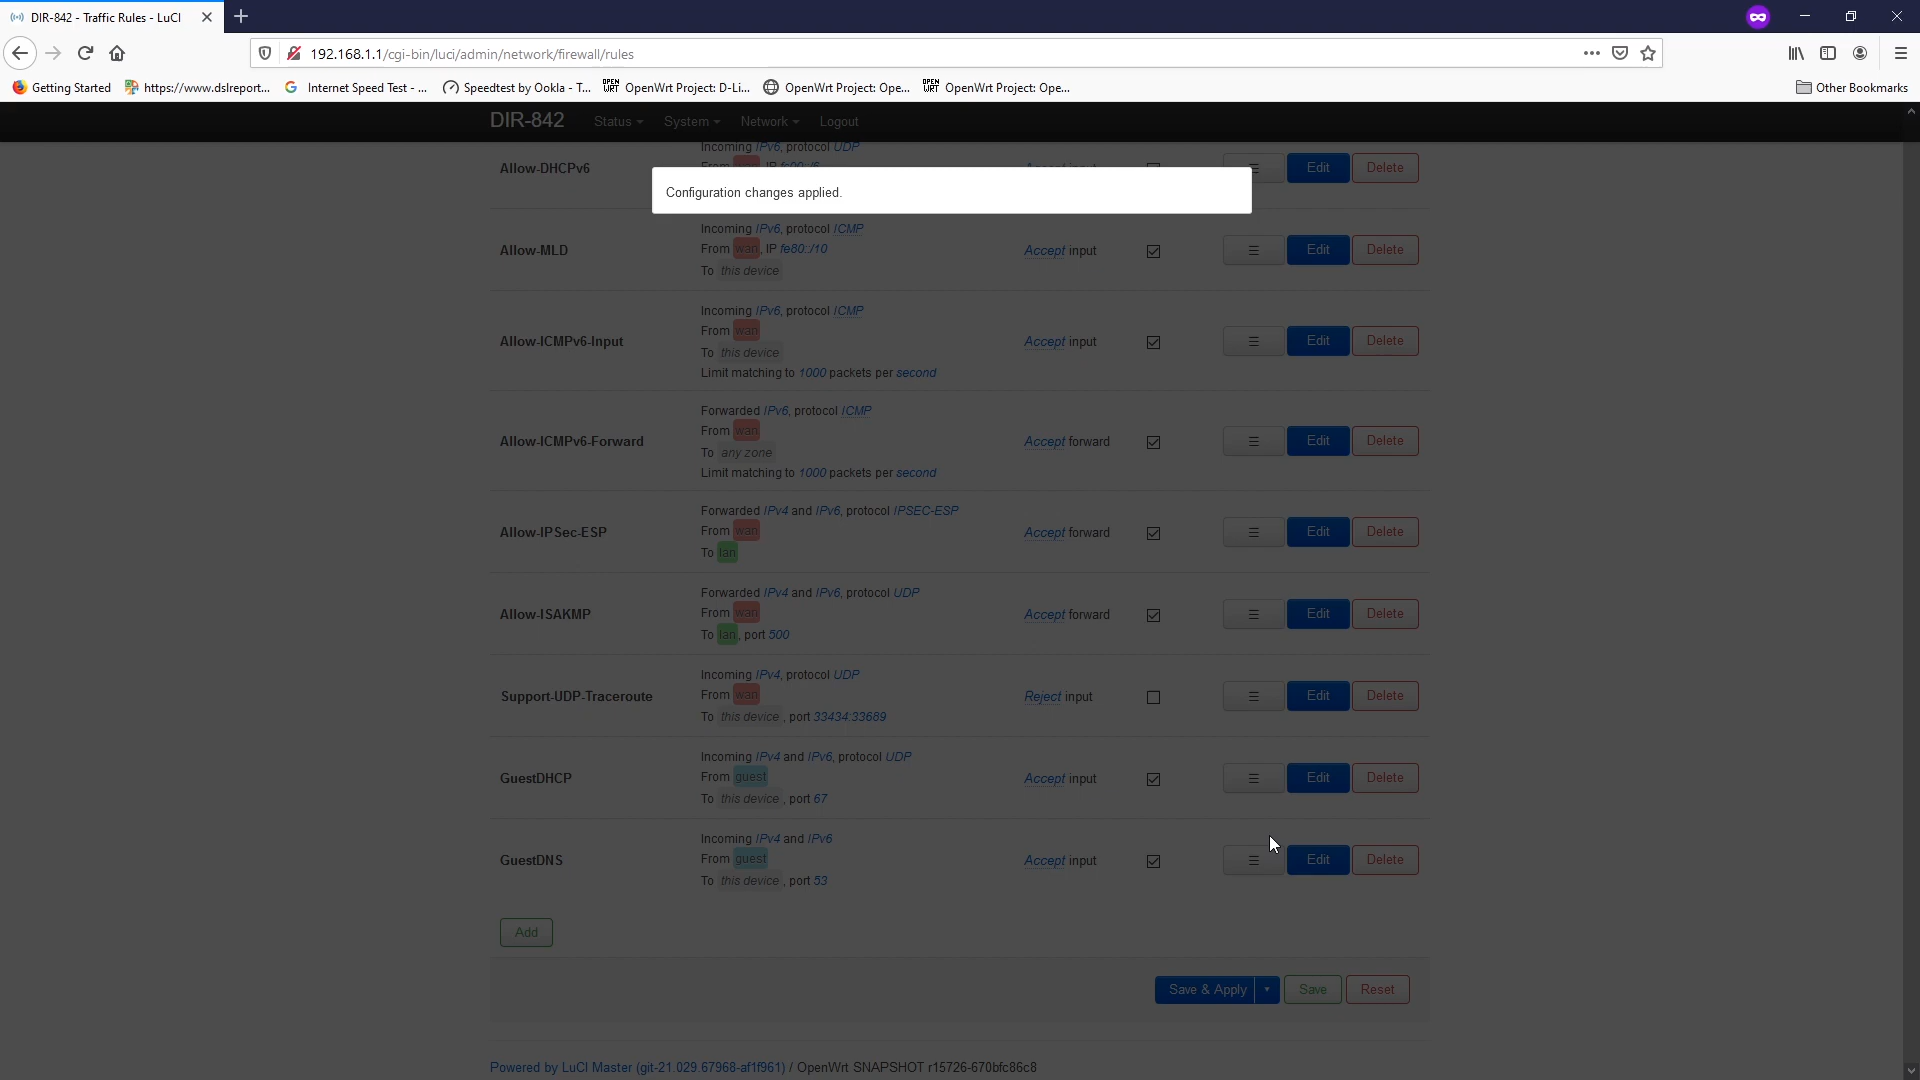 DIR-842 - Traffic Rules - LuCI
192.168.1.1/cgi-bin/luci/admin/network/firewall/rules
Getting Started
https://www.dslreport...
Internet Speed Test - ...
Speedtest by Ookla - T...
OpenWrt Project: D-Li...
OpenWrt Project: Ope...
OpenWrt Project: Ope...
Other Bookmarks
DIR-842
Status
System
Network
Logout
Configuration changes applied.
Allow-DHCPv6
Incoming IPv6, protocol UDP
From wan, IP fc00::/6
Accept input
Edit
Delete
Allow-MLD
Incoming IPv6, protocol ICMP
From wan, IP fe80::/10
To this device
Accept input
Edit
Delete
Allow-ICMPv6-Input
Incoming IPv6, protocol ICMP
From wan
To this device
Limit matching to 1000 packets per second
Accept input
Edit
Delete
Allow-ICMPv6-Forward
Forwarded IPv6, protocol ICMP
From wan
To any zone
Limit matching to 1000 packets per second
Accept forward
Edit
Delete
Allow-IPSec-ESP
Forwarded IPv4 and IPv6, protocol IPSEC-ESP
From wan
To lan
Accept forward
Edit
Delete
Allow-ISAKMP
Forwarded IPv4 and IPv6, protocol UDP
From wan
To lan, port 500
Accept forward
Edit
Delete
Support-UDP-Traceroute
Incoming IPv4, protocol UDP
From wan
To this device, port 33434:33689
Reject input
Edit
Delete
GuestDHCP
Incoming IPv4 and IPv6, protocol UDP
From guest
To this device, port 67
Accept input
Edit
Delete
GuestDNS
Incoming IPv4 and IPv6
From guest
To this device, port 53
Accept input
Edit
Delete
Add
Save & Apply
Save
Reset
Powered by LuCI Master (git-21.029.67968-af1f961) / OpenWrt SNAPSHOT r15726-670bfc86c8